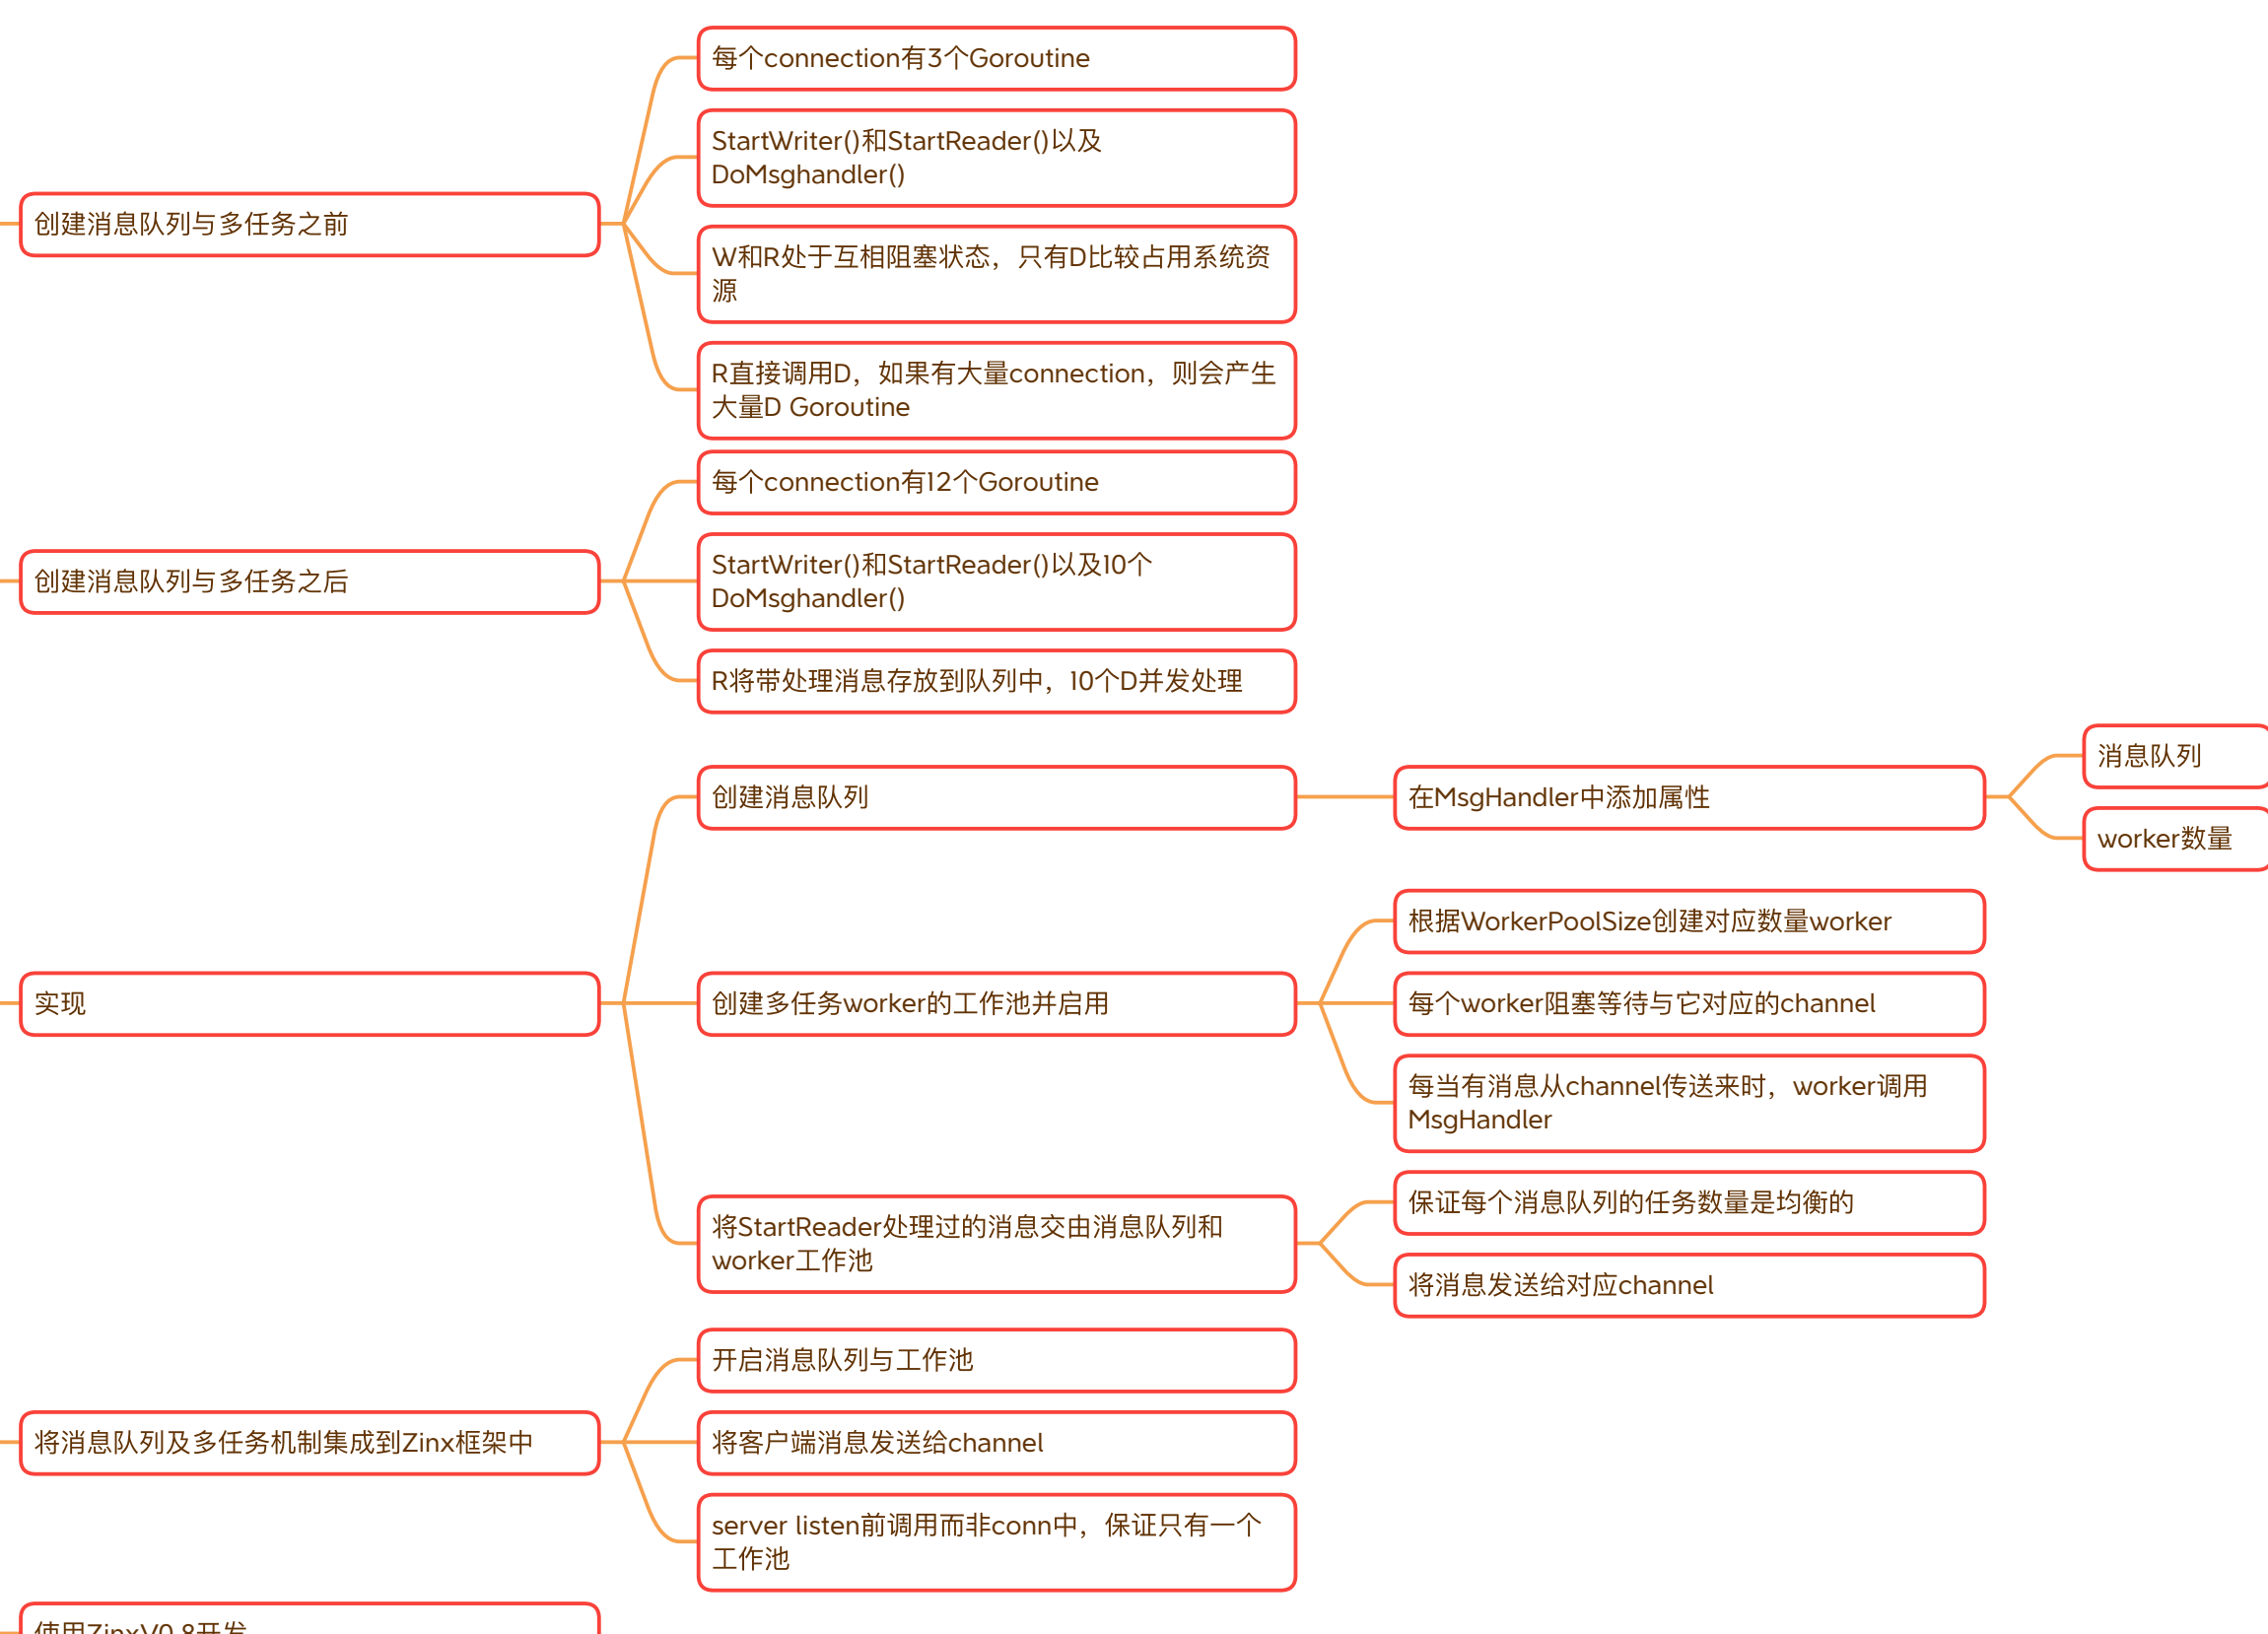 创建消息队列与多任务之前
每个connection有3个Goroutine
StartWriter()和StartReader()以及
DoMsghandler()
W和R处于互相阻塞状态，只有D比较占用系统资
源
R直接调用D，如果有大量connection，则会产生
大量D Goroutine
创建消息队列与多任务之后
每个connection有12个Goroutine
StartWriter()和StartReader()以及10个
DoMsghandler()
R将带处理消息存放到队列中，10个D并发处理
实现
创建消息队列
在MsgHandler中添加属性
消息队列
worker数量
创建多任务worker的工作池并启用
根据WorkerPoolSize创建对应数量worker
每个worker阻塞等待与它对应的channel
每当有消息从channel传送来时，worker调用
MsgHandler
将StartReader处理过的消息交由消息队列和
worker工作池
保证每个消息队列的任务数量是均衡的
将消息发送给对应channel
将消息队列及多任务机制集成到Zinx框架中
开启消息队列与工作池
将客户端消息发送给channel
server listen前调用而非conn中，保证只有一个
工作池
使用ZinxV0.8开发